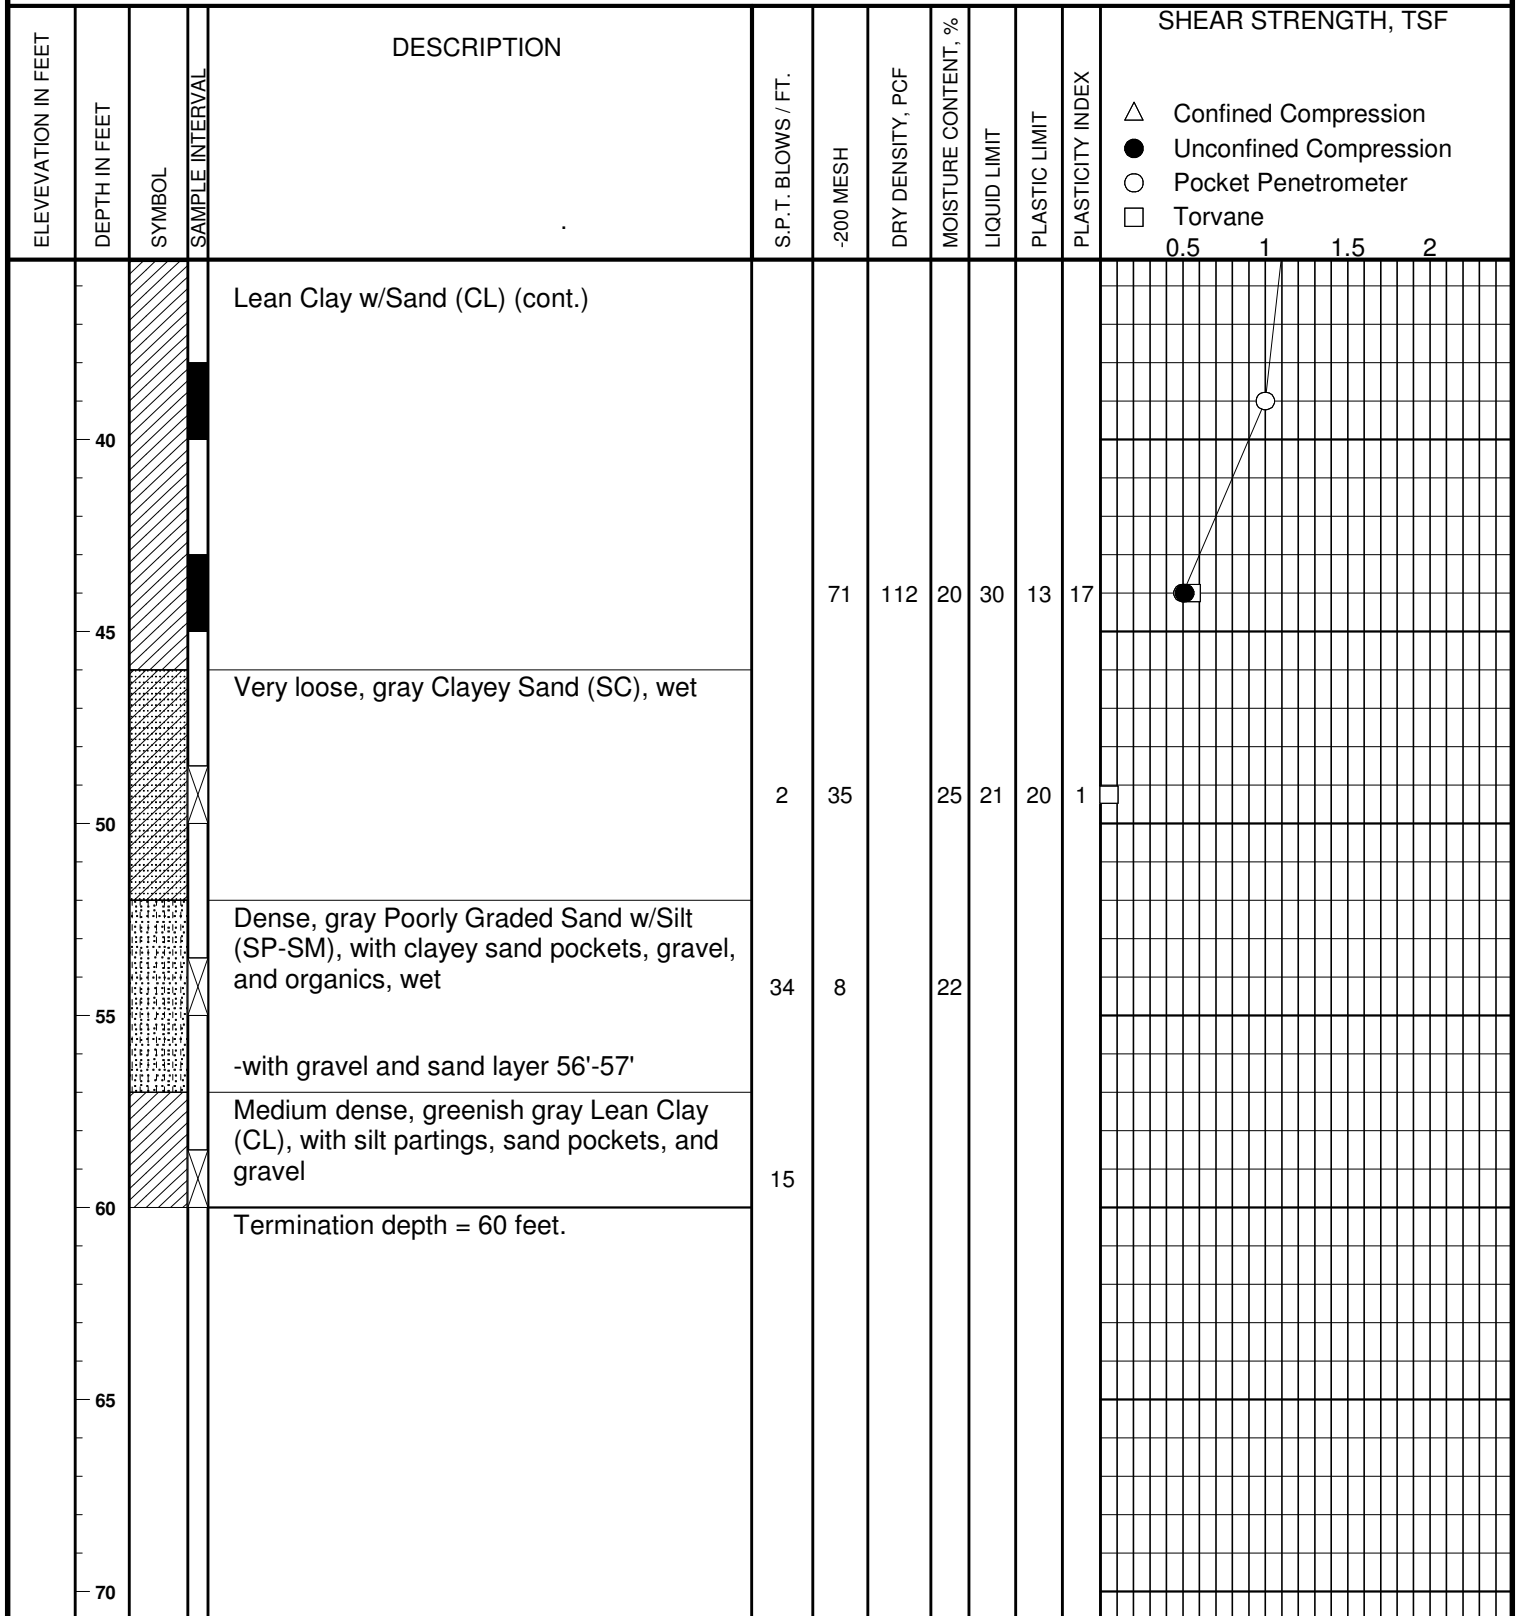 ELEVEVATION IN FEET
DEPTH IN FEET
SYMBOL
SAMPLE INTERVAL
DESCRIPTION
.
S.P.T. BLOWS / FT.
-200 MESH
DRY DENSITY, PCF
MOISTURE CONTENT, %
LIQUID LIMIT
PLASTIC LIMIT
PLASTICITY INDEX
SHEAR STRENGTH, TSF
Confined Compression
Unconfined Compression
Pocket Penetrometer
Torvane
0.5 1 1.5 2
Lean Clay w/Sand (CL) (cont.)
40
71 112 20 30 13 17
45
Very loose, gray Clayey Sand (SC), wet
2 35 25 21 20 1
50
Dense, gray Poorly Graded Sand w/Silt
(SP-SM), with clayey sand pockets, gravel,
and organics, wet
34 8 22
55
-with gravel and sand layer 56'-57'
Medium dense, greenish gray Lean Clay
(CL), with silt partings, sand pockets, and
gravel
15
60
Termination depth = 60 feet.
65
70